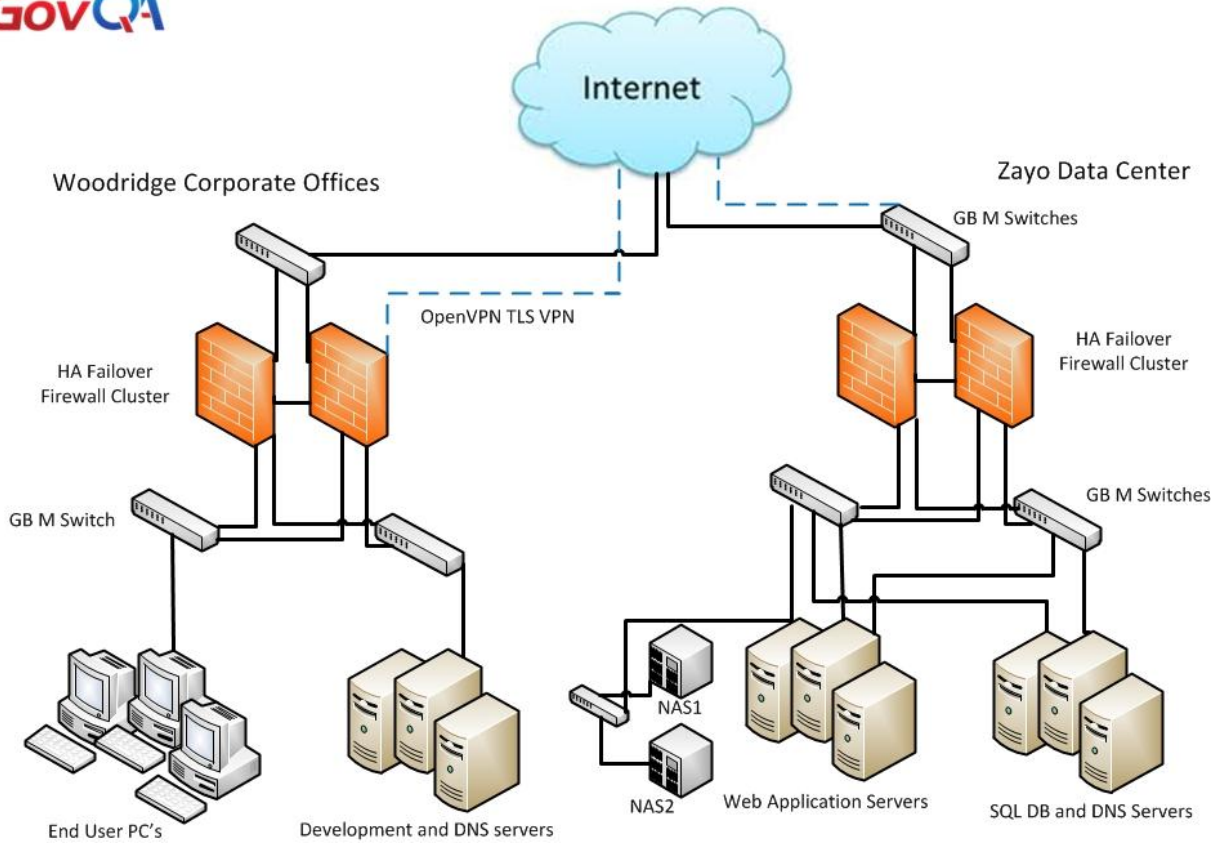 GOVQA
Internet
Woodridge Corporate Offices
Zayo Data Center
GB M Switches
OpenVPN TLS VPN
HA Failover
Firewall Cluster
HA Failover
Firewall Cluster
GB M Switch
GB M Switches
NAS1
NAS2
Web Application Servers
SQL DB and DNS Servers
End User PC's
Development and DNS servers